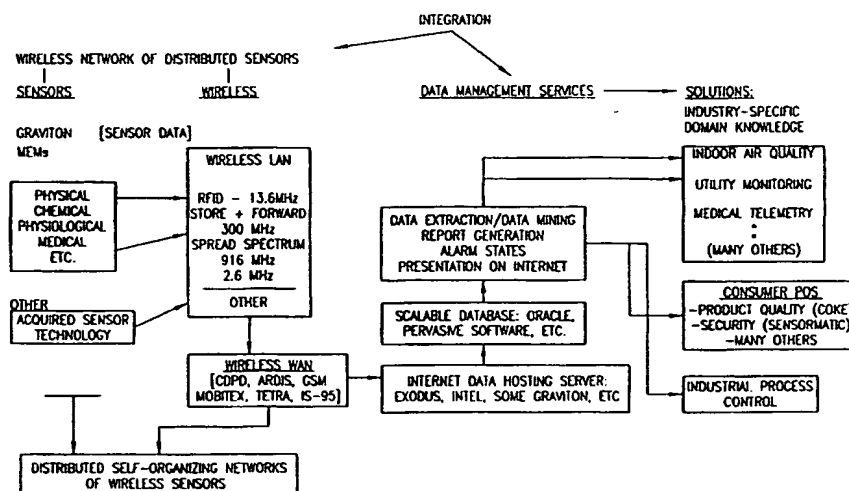 INTEGRATION
WIRELESS NETWORK OF DISTRIBUTED SENSORS
SENSORS
WIRELESS
DATA MANAGEMENT SERVICES
SOLUTIONS:
INDUSTRY-SPECIFIC
DOMAIN KNOWLEDGE
GRAVITON
[SENSOR DATA]
MEMs
PHYSICAL
CHEMICAL
PHYSIOLOGICAL
MEDICAL
ETC.
OTHER
ACQUIRED SENSOR
TECHNOLOGY
WIRELESS LAN
RFID - 13.6MHz
STORE + FORWARD
300 MHz
SPREAD SPECTRUM
916 MHz
2.6 MHz
OTHER
WIRELESS WAN
[CDPD, ARDIS, GSM
MOBITEX, TETRA, IS-95]
DISTRIBUTED SELF-ORGANIZING NETWORKS
OF WIRELESS SENSORS
DATA EXTRACTION/DATA MINING
REPORT GENERATION
ALARM STATES
PRESENTATION ON INTERNET
SCALABLE DATABASE: ORACLE,
PERVASIVE SOFTWARE, ETC.
INTERNET DATA HOSTING SERVER:
EXODUS, INTEL, SOME GRAVITON, ETC
INDOOR AIR QUALITY
UTILITY MONITORING
MEDICAL TELEMETRY
(MANY OTHERS)
CONSUMER POS
-PRODUCT QUALITY (COKE)
-SECURITY (SENSORMATIC)
-MANY OTHERS
INDUSTRIAL PROCESS
CONTROL